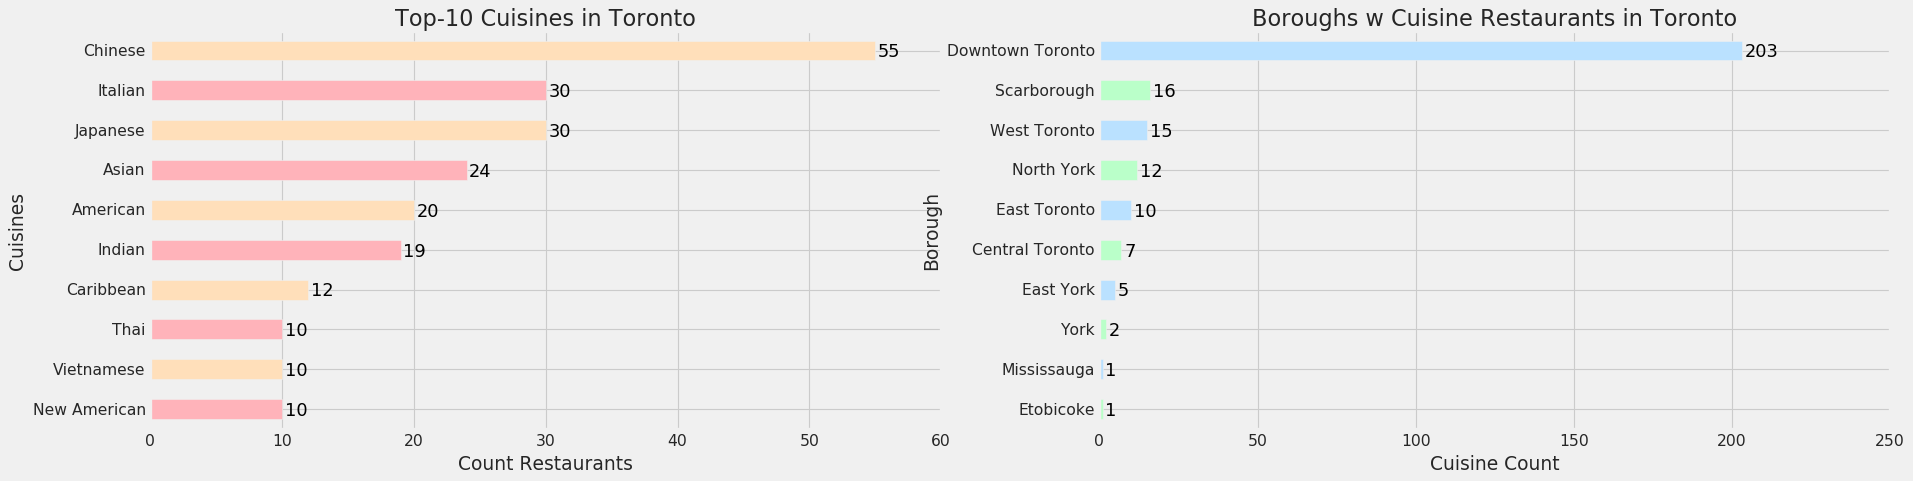 Top-10 Cuisines in Toronto
Cuisines
Chinese 55
Italian 30
Japanese 30
Asian 24
American 20
Indian 19
Caribbean 12
Thai 10
Vietnamese 10
New American 10
0 10 20 30 40 50 60
Count Restaurants
Boroughs w Cuisine Restaurants in Toronto
Borough
Downtown Toronto 203
Scarborough 16
West Toronto 15
North York 12
East Toronto 10
Central Toronto 7
East York 5
York 2
Mississauga 1
Etobicoke 1
0 50 100 150 200 250
Cuisine Count